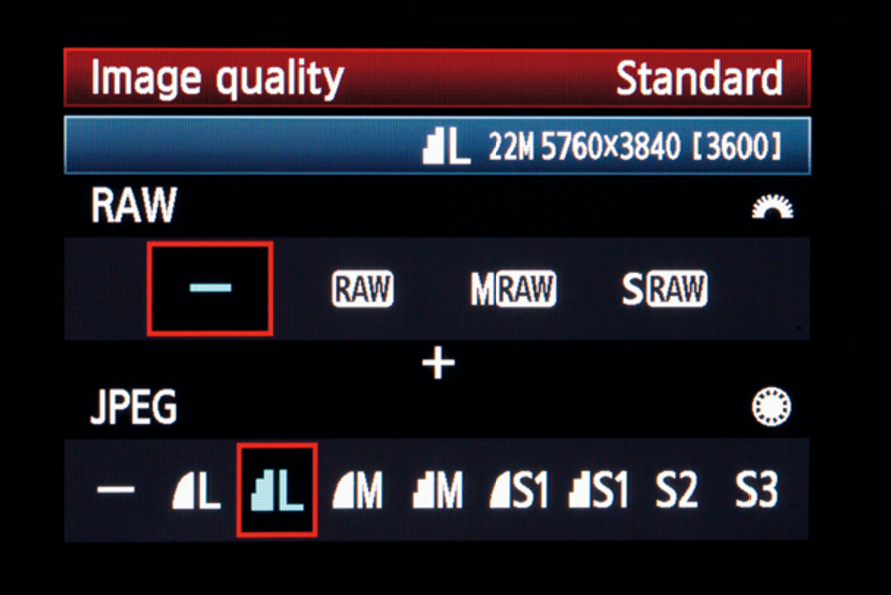 Image quality Standard
L 22M 5760x3840 [3600]
RAW
— RAW MRAW SRAW
+
JPEG
— L L M M S1 S1 S2 S3